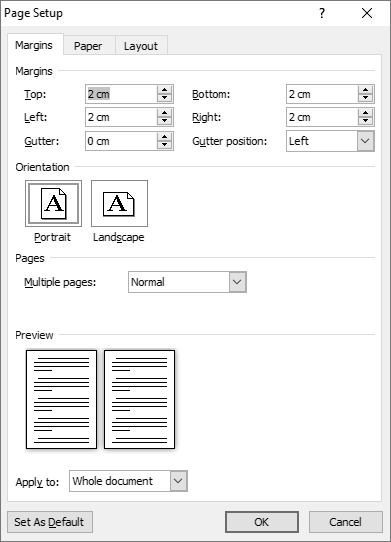 Page Setup ? ×
Margins Paper Layout
Margins
Top: 2 cm Bottom: 2 cm
Left: 2 cm Right: 2 cm
Gutter: 0 cm Gutter position: Left
Orientation
A A
Portrait Landscape
Pages
Multiple pages: Normal
Preview
Apply to: Whole document
Set As Default OK Cancel